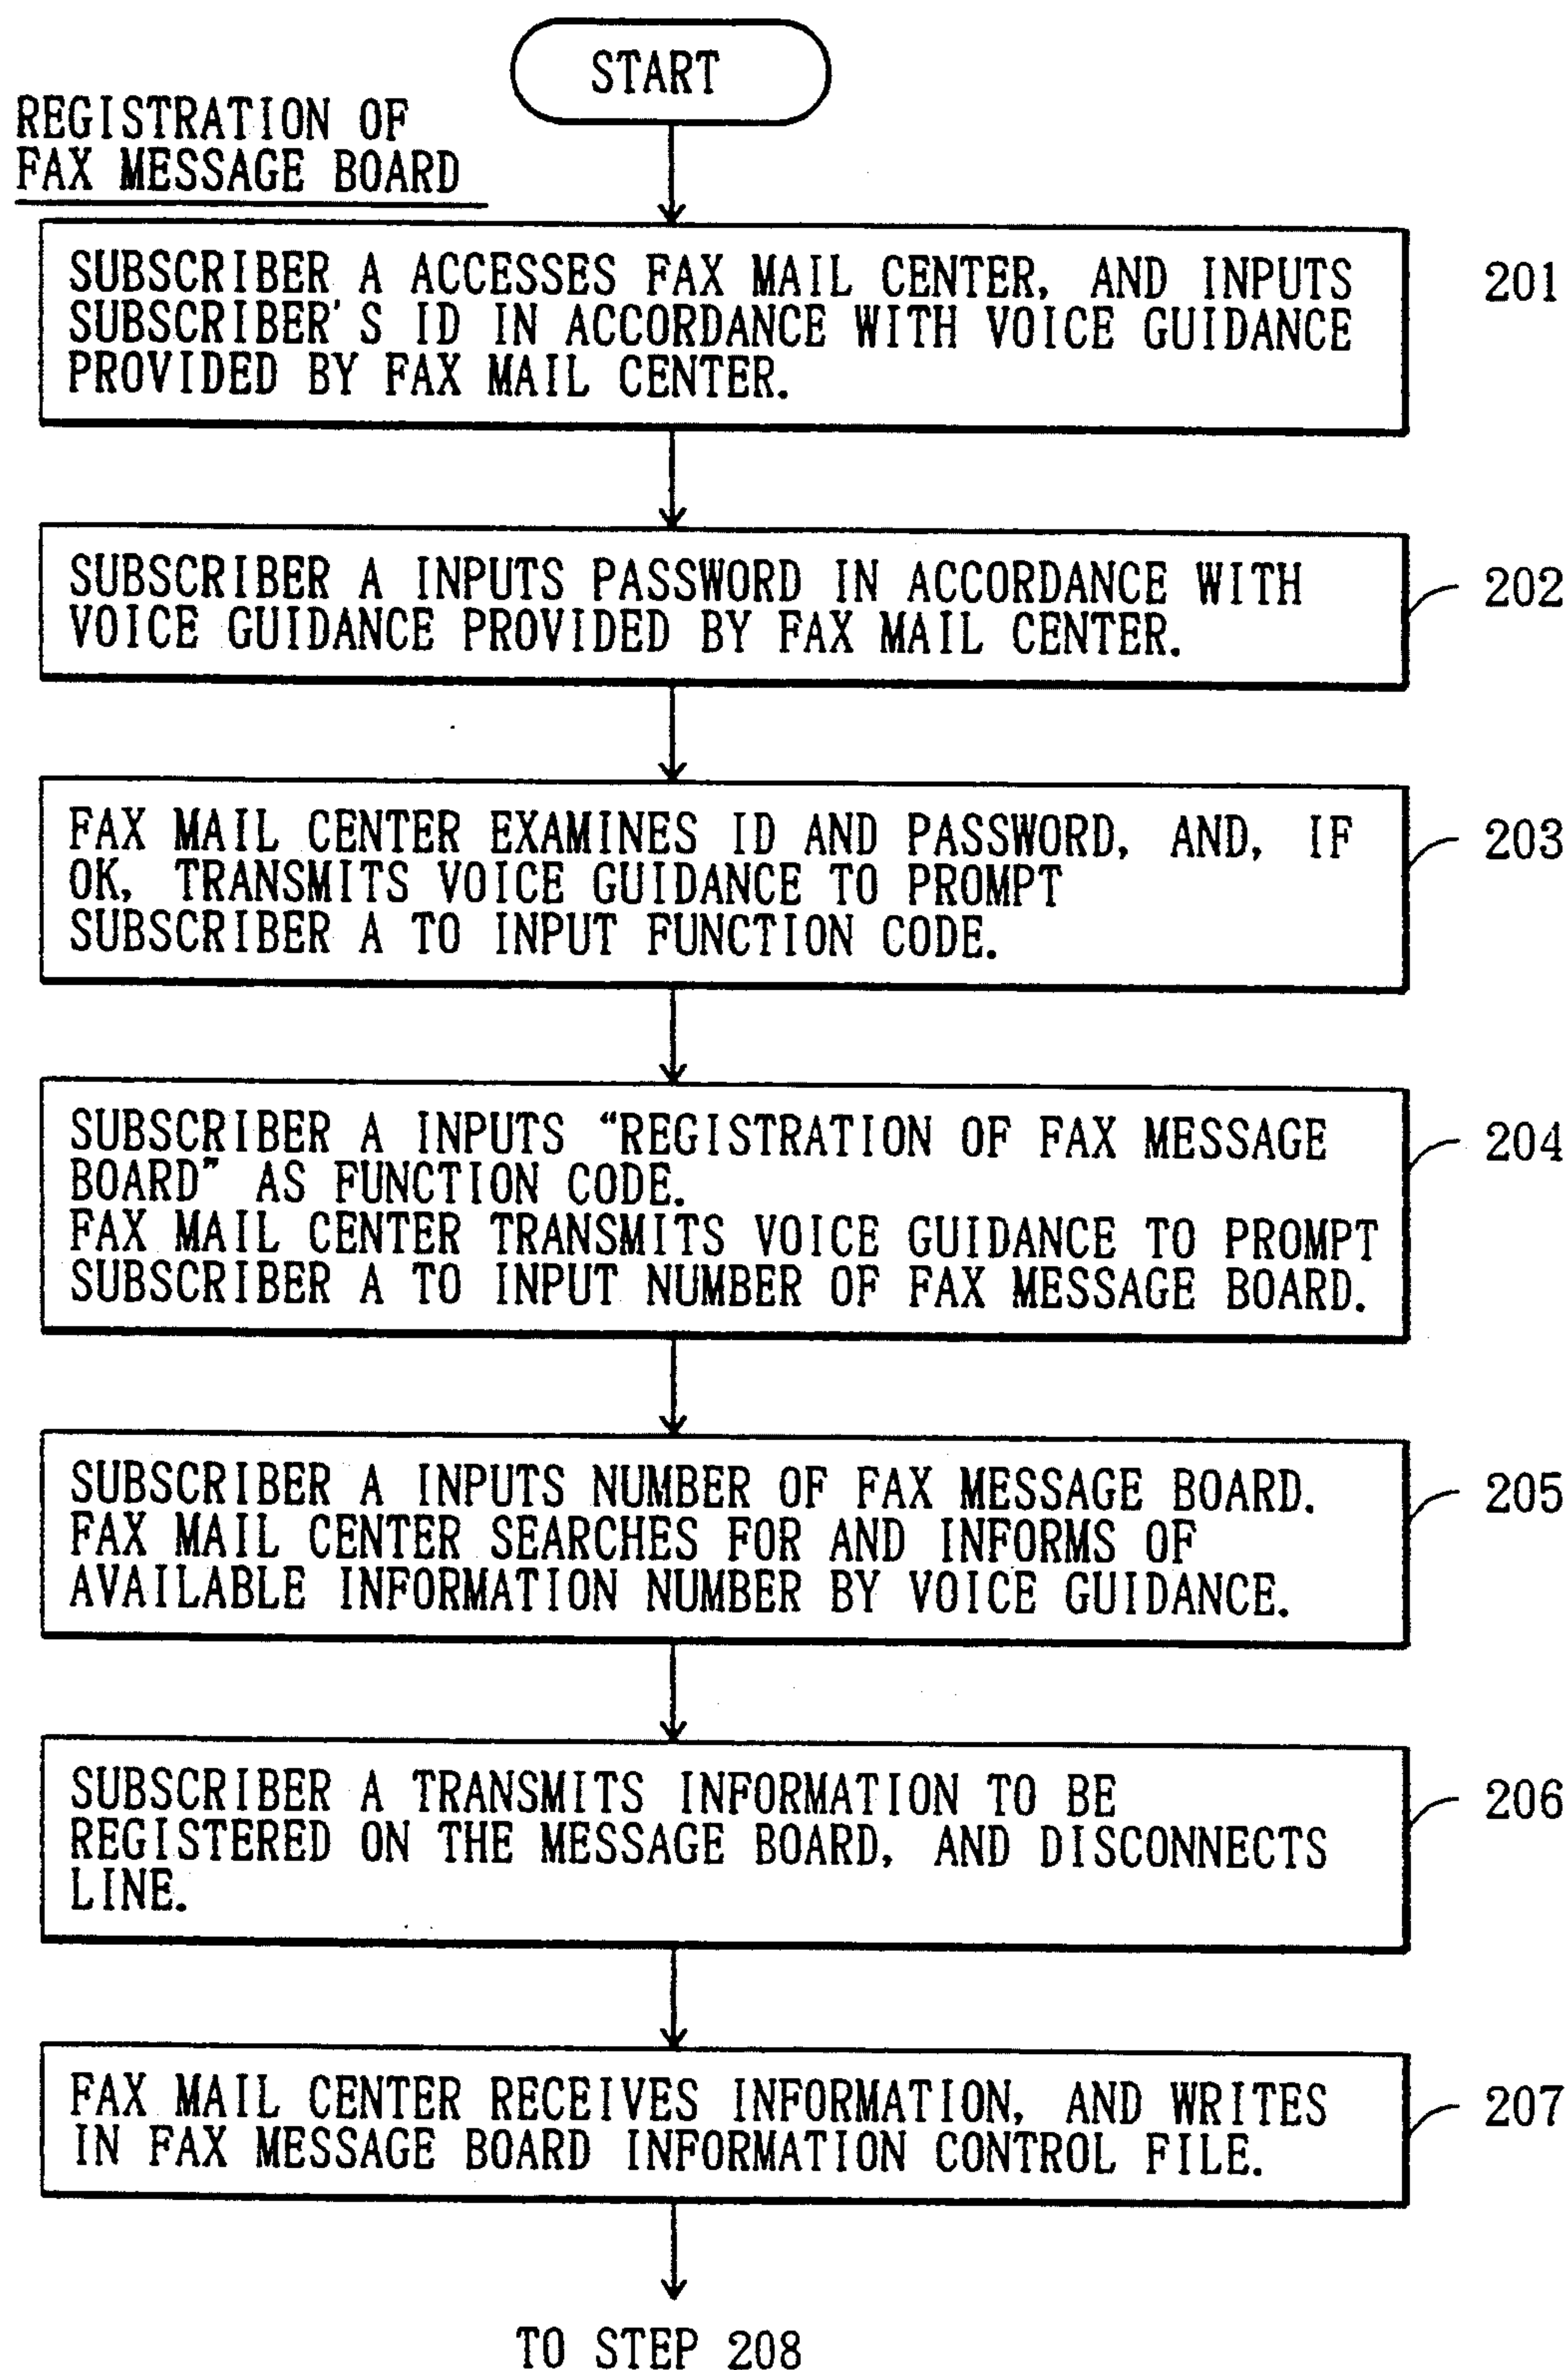 START
REGISTRATION OF
FAX MESSAGE BOARD
SUBSCRIBER A ACCESSES FAX MAIL CENTER, AND INPUTS
SUBSCRIBER'S ID IN ACCORDANCE WITH VOICE GUIDANCE
PROVIDED BY FAX MAIL CENTER.
201
SUBSCRIBER A INPUTS PASSWORD IN ACCORDANCE WITH
VOICE GUIDANCE PROVIDED BY FAX MAIL CENTER.
202
FAX MAIL CENTER EXAMINES ID AND PASSWORD, AND, IF
OK, TRANSMITS VOICE GUIDANCE TO PROMPT
SUBSCRIBER A TO INPUT FUNCTION CODE.
203
SUBSCRIBER A INPUTS “REGISTRATION OF FAX MESSAGE
BOARD” AS FUNCTION CODE.
FAX MAIL CENTER TRANSMITS VOICE GUIDANCE TO PROMPT
SUBSCRIBER A TO INPUT NUMBER OF FAX MESSAGE BOARD.
204
SUBSCRIBER A INPUTS NUMBER OF FAX MESSAGE BOARD.
FAX MAIL CENTER SEARCHES FOR AND INFORMS OF
AVAILABLE INFORMATION NUMBER BY VOICE GUIDANCE.
205
SUBSCRIBER A TRANSMITS INFORMATION TO BE
REGISTERED ON THE MESSAGE BOARD, AND DISCONNECTS
LINE.
206
FAX MAIL CENTER RECEIVES INFORMATION, AND WRITES
IN FAX MESSAGE BOARD INFORMATION CONTROL FILE.
207
TO STEP 208